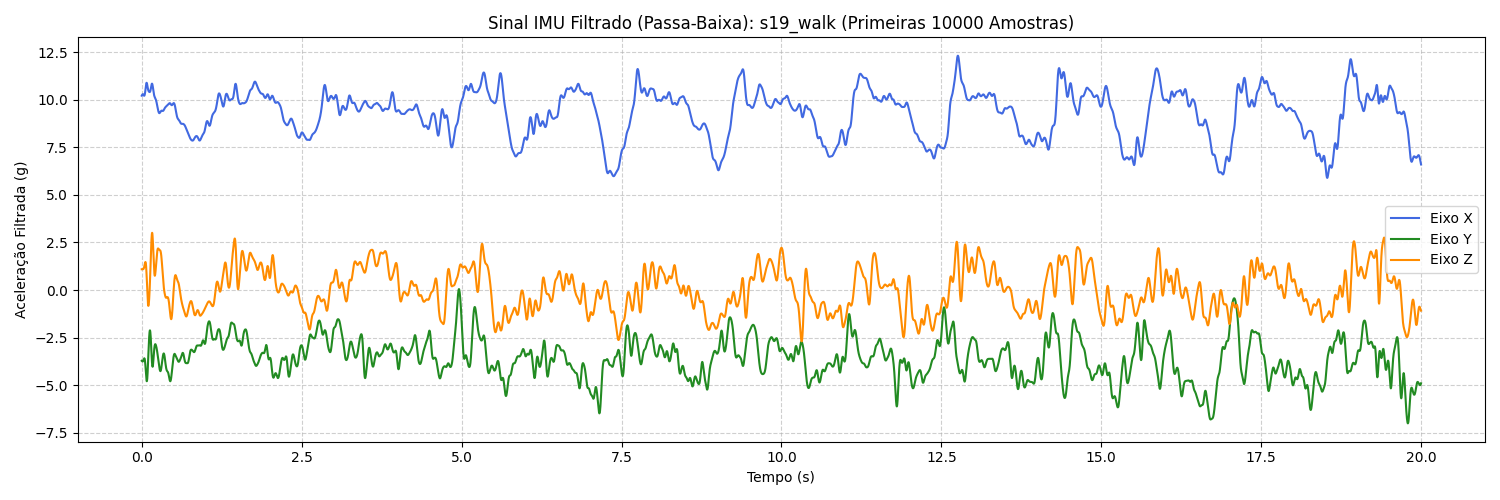 Sinal IMU Filtrado (Passa-Baixa): s19_walk (Primeiras 10000 Amostras)
Aceleração Filtrada (g)
12.5
10.0
7.5
5.0
2.5
0.0
−2.5
−5.0
−7.5
Eixo X
Eixo Y
Eixo Z
0.0 2.5 5.0 7.5 10.0 12.5 15.0 17.5 20.0
Tempo (s)